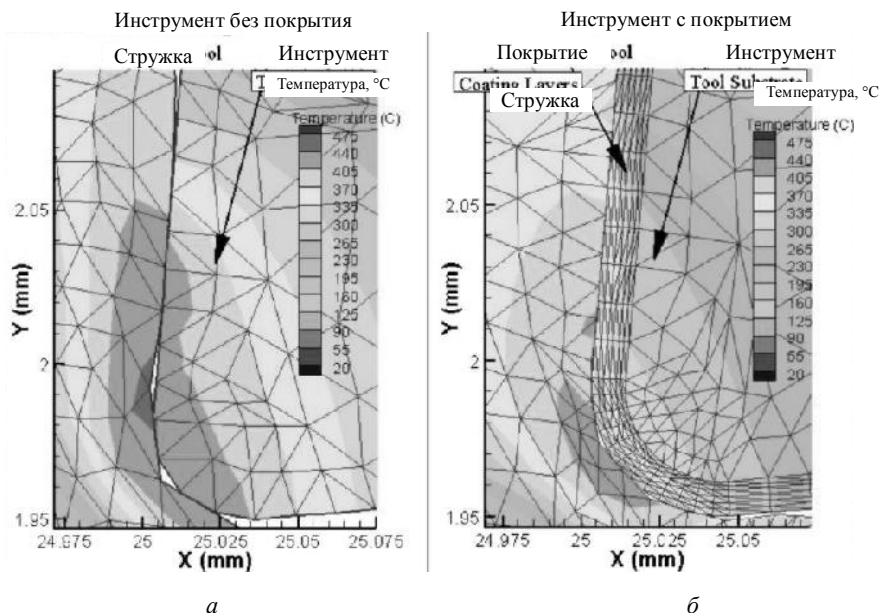 Инструмент без покрытия
Стружка
ool
Инструмент
T
Температура, °C
Temperature (C)
475
440
405
370
335
300
265
230
195
160
125
90
55
20
2.05
2
1.95
Y (mm)
24.975
25
25.025
25.05
25.075
X (mm)
а
Инструмент с покрытием
Покрытие
ool
Инструмент
Coating Layers
Tool Substrate
Температура, °C
Стружка
Temperature (C)
475
440
405
370
335
300
265
230
195
160
125
90
55
20
2.05
2
1.95
Y (mm)
24.975
25
25.025
25.05
X (mm)
б